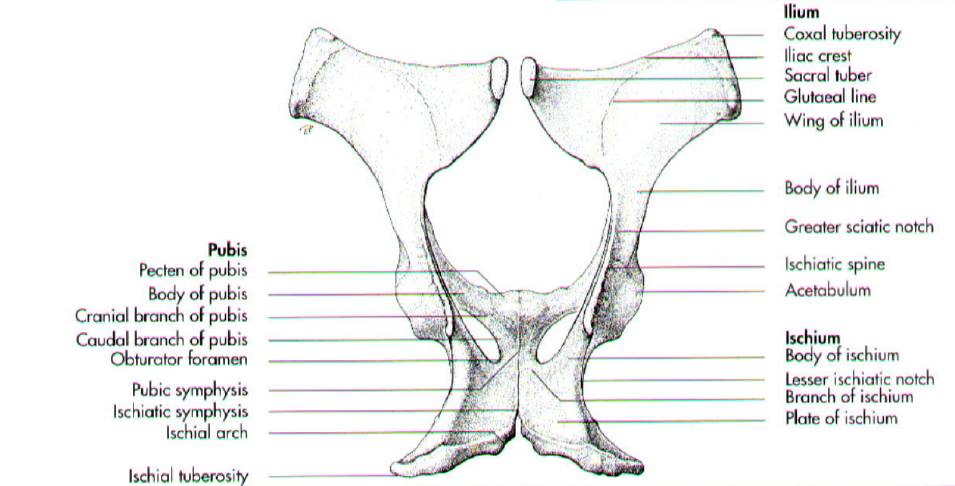 Ilium
Coxal tuberosity
Iliac crest
Sacral tuber
Glutaeal line
Wing of ilium
Body of ilium
Greater sciatic notch
Ischiatic spine
Acetabulum
Ischium
Body of ischium
Lesser ischiatic notch
Branch of ischium
Plate of ischium
Pubis
Pecten of pubis
Body of pubis
Cranial branch of pubis
Caudal branch of pubis
Obturator foramen
Pubic symphysis
Ischiatic symphysis
Ischial arch
Ischial tuberosity